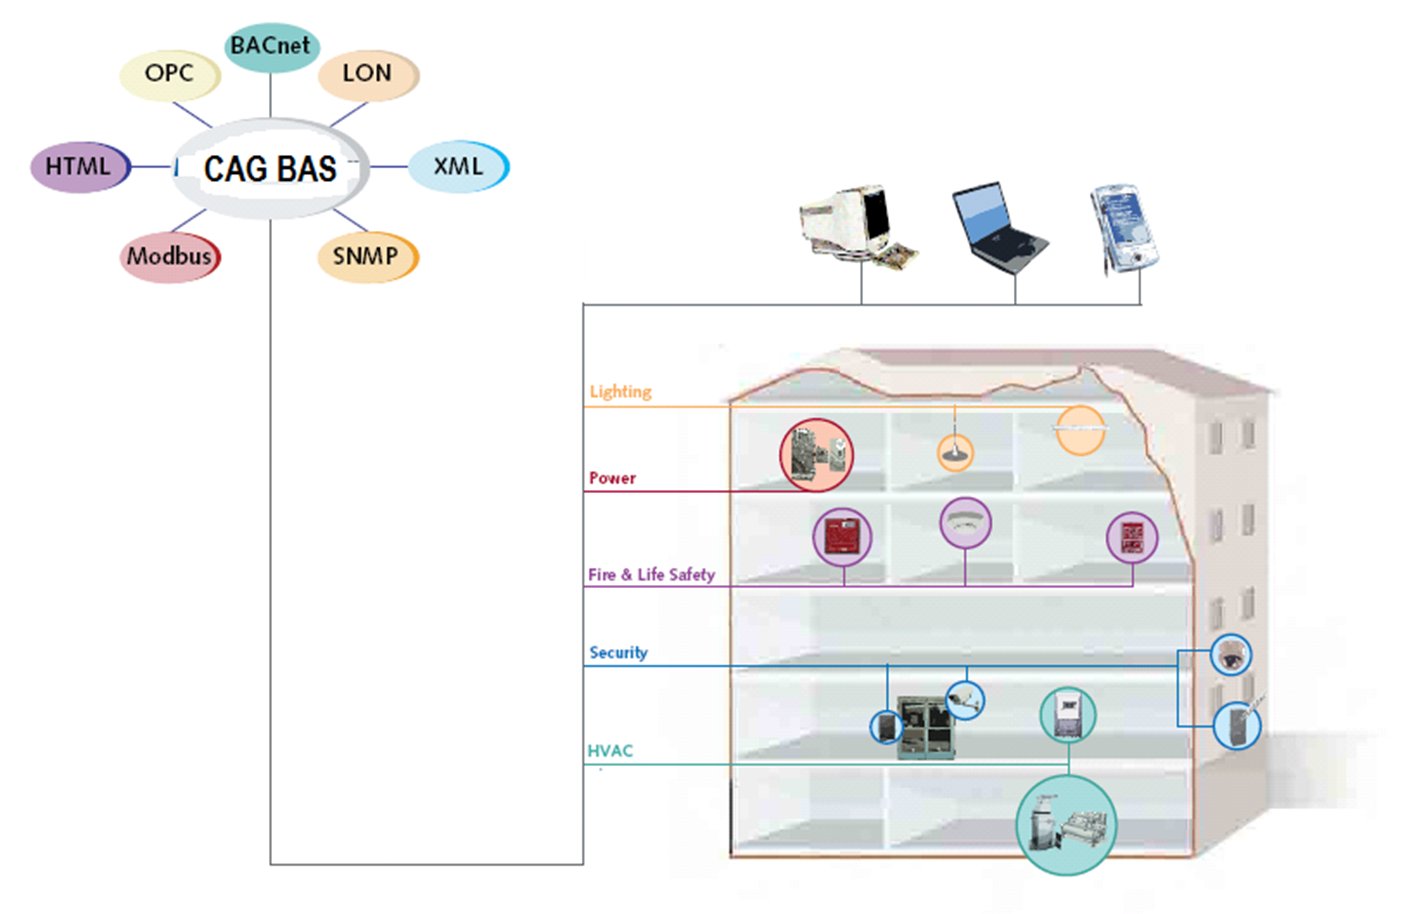 BACnet
OPC
LON
HTML
CAG BAS
XML
Modbus
SNMP
Lighting
Power
Fire & Life Safety
Security
HVAC